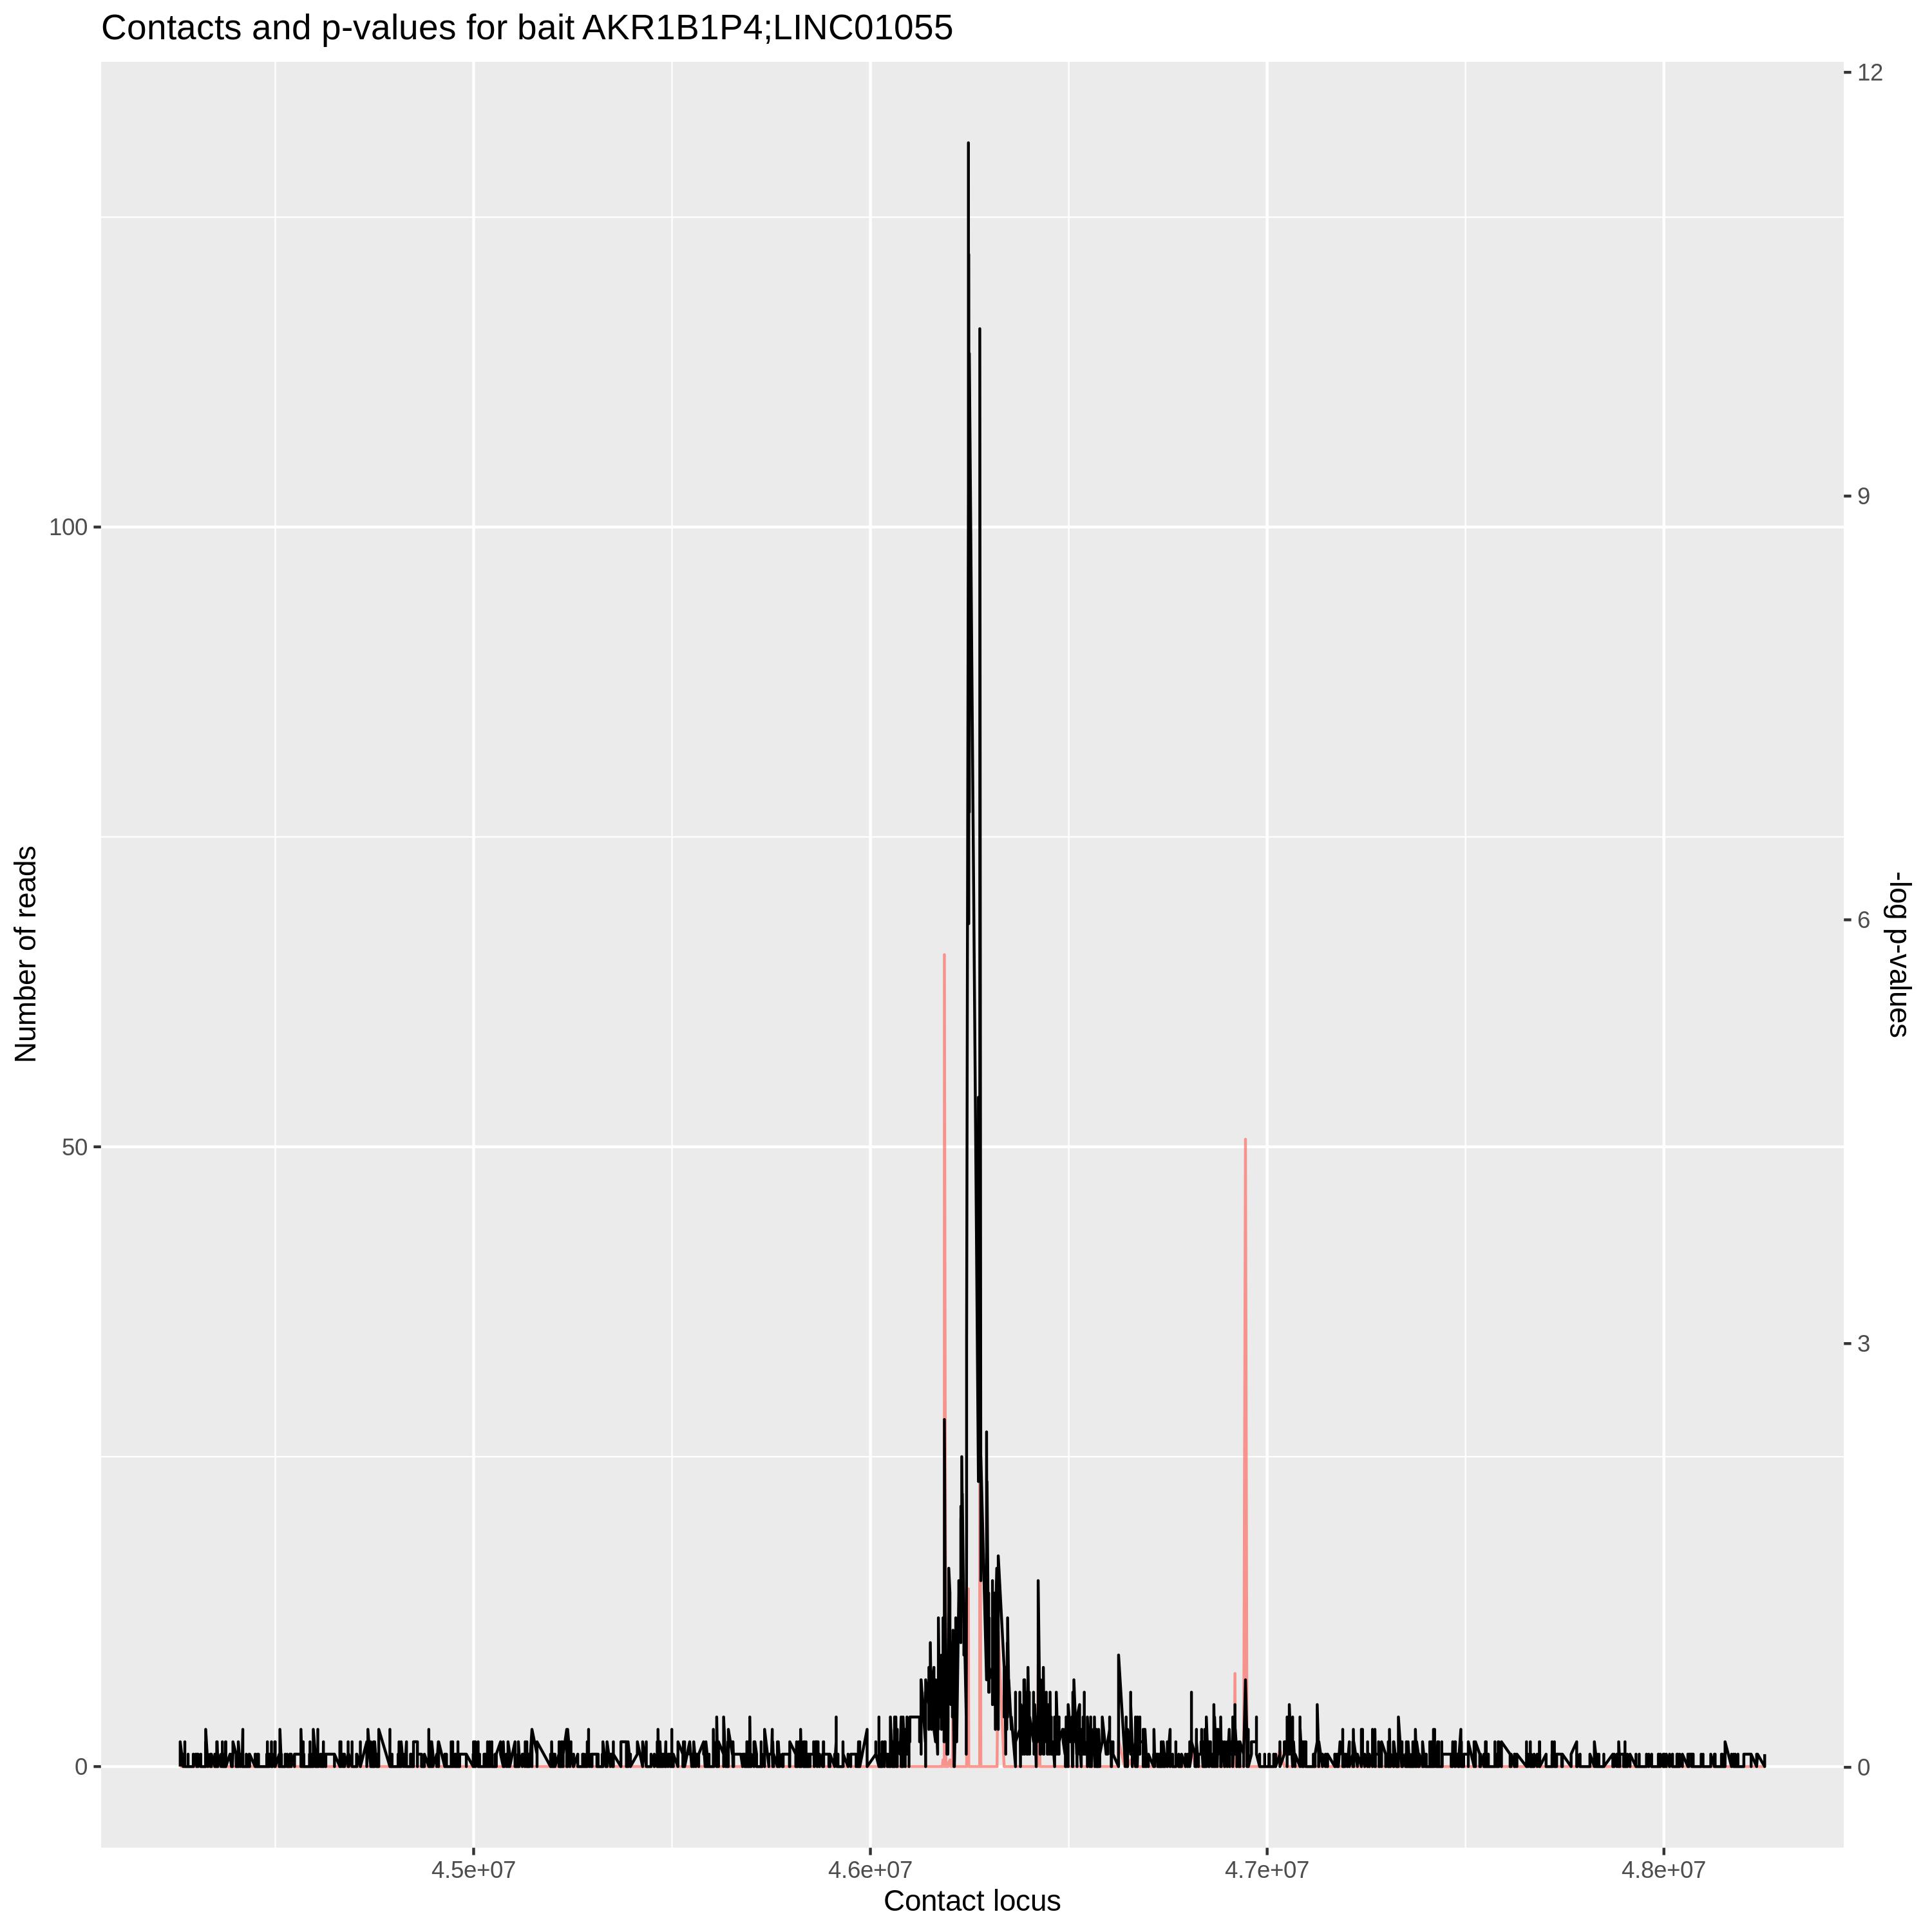 Contacts and p-values for bait AKR1B1P4;LINC01055
12
9
6
3
0
-log p-values
100
50
0
Number of reads
4.5e+07
4.6e+07
4.7e+07
4.8e+07
Contact locus